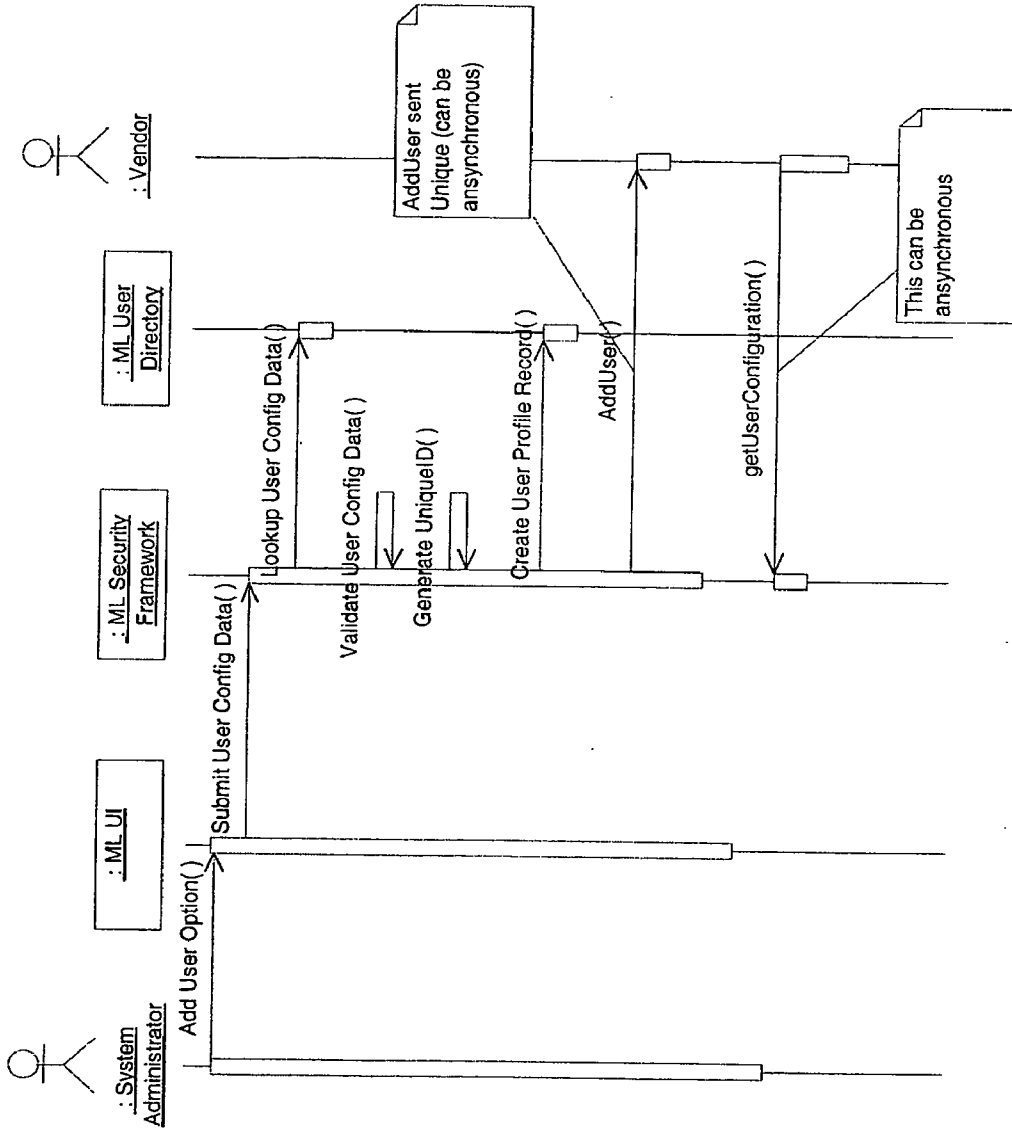 : System
Administrator
: ML UI
: ML Security
Framework
: ML User
Directory
: Vendor
Add User Option( )
Submit User Config Data( )
Lookup User Config Data( )
Validate User Config Data( )
Generate UniqueID( )
Create User Profile Record( )
AddUser( )
AddUser sent
Unique (can be
ansynchronous)
getUserConfiguration( )
This can be
ansynchronous